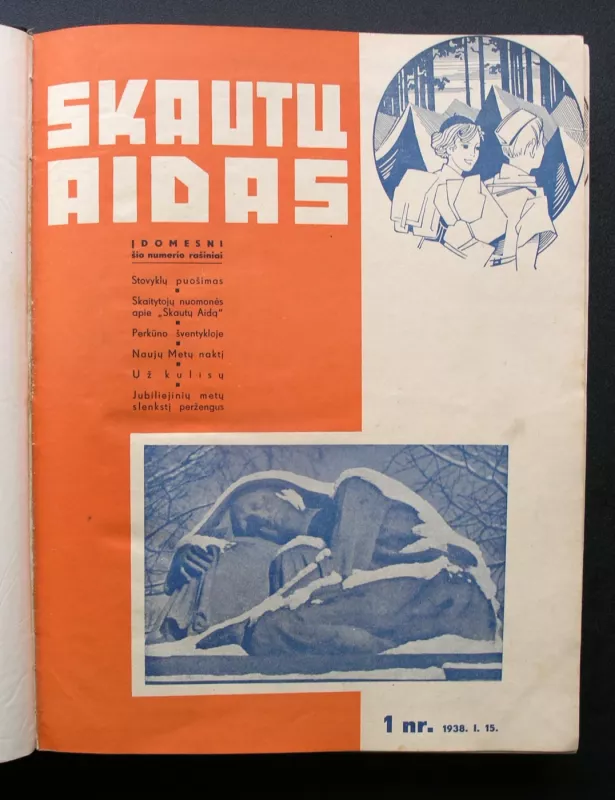 SKAUTŲ
AIDAS
ĮDOMESNI
šio numerio rašiniai
Stovyklų puošimas
Skaitytojų nuomonės
apie „Skautų Aidą"
Perkūno šventykloje
Naujų Metų naktį
Už kulisų
Jubiliejinių metų
slenkstį peržengus
1 nr. 1938. I. 15.